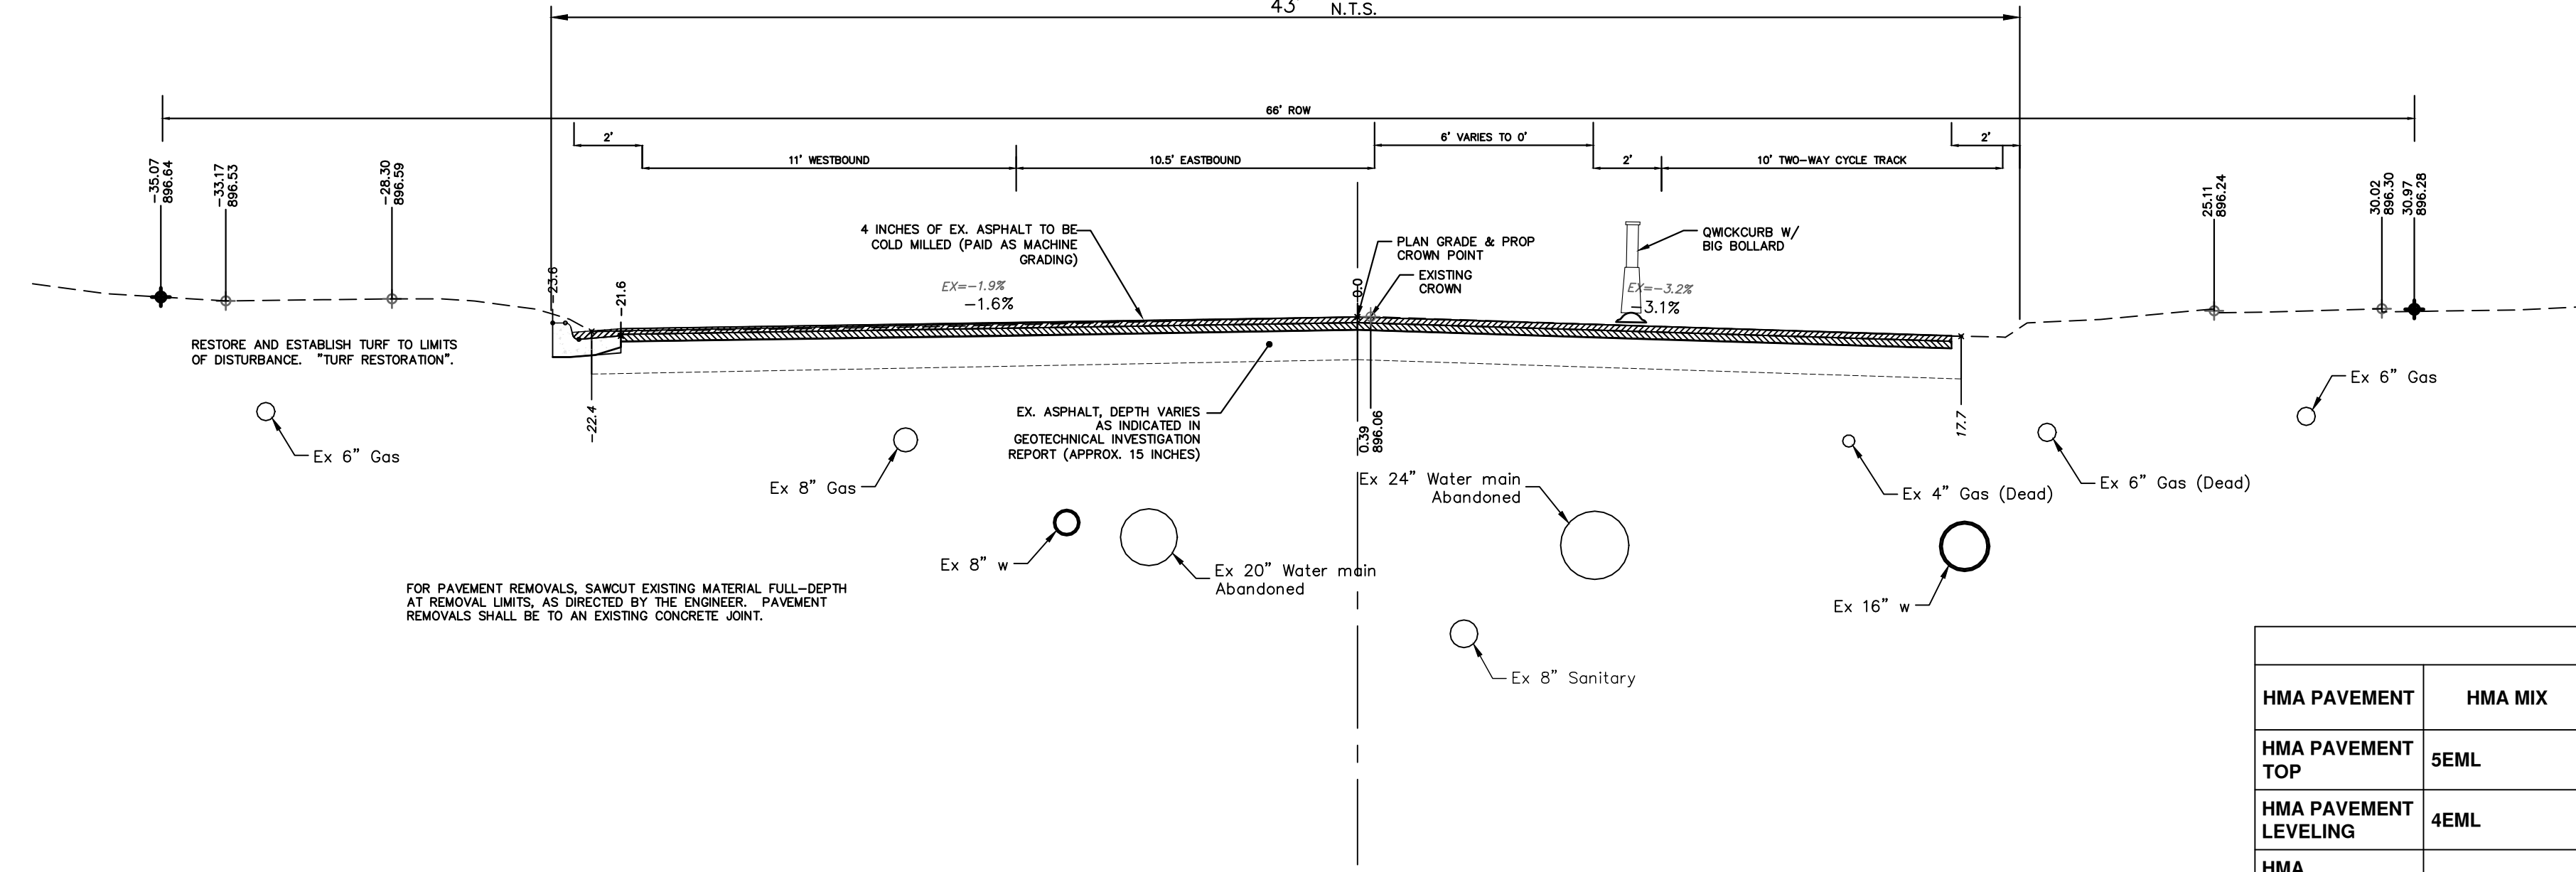 43'
N.T.S.
66' ROW
2'
6' VARIES TO 0'
2'
11' WESTBOUND
10.5' EASTBOUND
2'
10' TWO-WAY CYCLE TRACK
-35.07
896.64
-33.17
896.53
-28.30
896.59
25.11
896.24
30.02
896.30
30.97
896.28
4 INCHES OF EX. ASPHALT TO BE
COLD MILLED (PAID AS MACHINE
GRADING)
PLAN GRADE & PROP
CROWN POINT
EXISTING
CROWN
QWICKCURB W/
BIG BOLLARD
-23.6
-21.6
EX=-1.9%
-1.6%
0.0
EX=-3.2%
-3.1%
RESTORE AND ESTABLISH TURF TO LIMITS
OF DISTURBANCE. "TURF RESTORATION".
-22.4
EX. ASPHALT, DEPTH VARIES
AS INDICATED IN
GEOTECHNICAL INVESTIGATION
REPORT (APPROX. 15 INCHES)
0.39
896.06
17.7
Ex 6" Gas
Ex 6" Gas
Ex 8" Gas
Ex 24" Water main
Abandoned
Ex 4" Gas (Dead)
Ex 6" Gas (Dead)
Ex 8" w
Ex 20" Water main
Abandoned
Ex 16" w
FOR PAVEMENT REMOVALS, SAWCUT EXISTING MATERIAL FULL-DEPTH
AT REMOVAL LIMITS, AS DIRECTED BY THE ENGINEER. PAVEMENT
REMOVALS SHALL BE TO AN EXISTING CONCRETE JOINT.
Ex 8" Sanitary
HMA PAVEMENT
HMA MIX
HMA PAVEMENT
TOP
5EML
HMA PAVEMENT
LEVELING
4EML
HMA